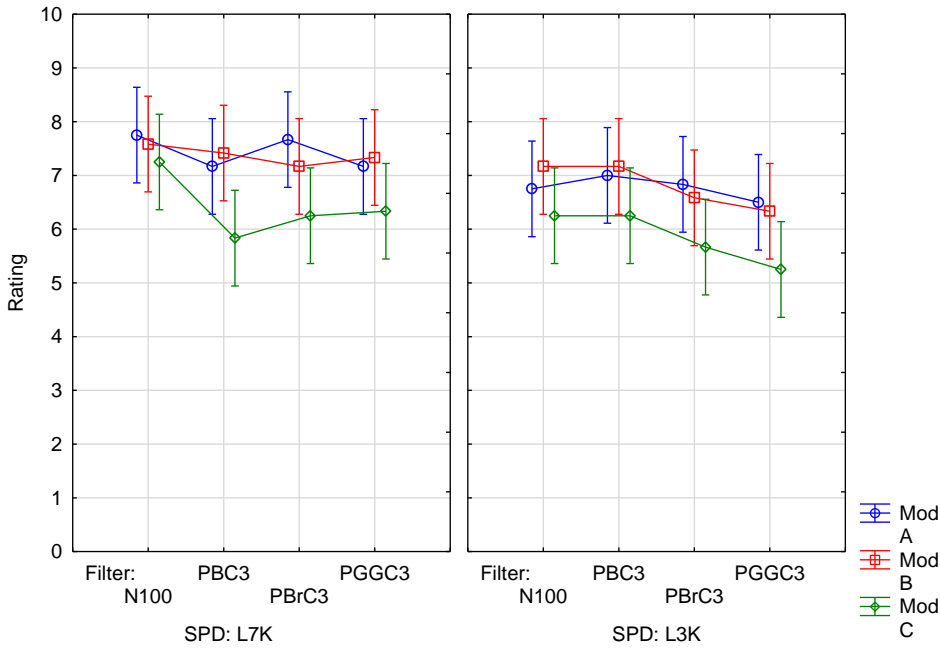 10
9
8
7
6
5
4
3
2
1
0
Rating
Filter:
N100
PBC3
PBrC3
PGGC3
SPD: L7K
Filter:
N100
PBC3
PBrC3
PGGC3
SPD: L3K
Mod
A
Mod
B
Mod
C